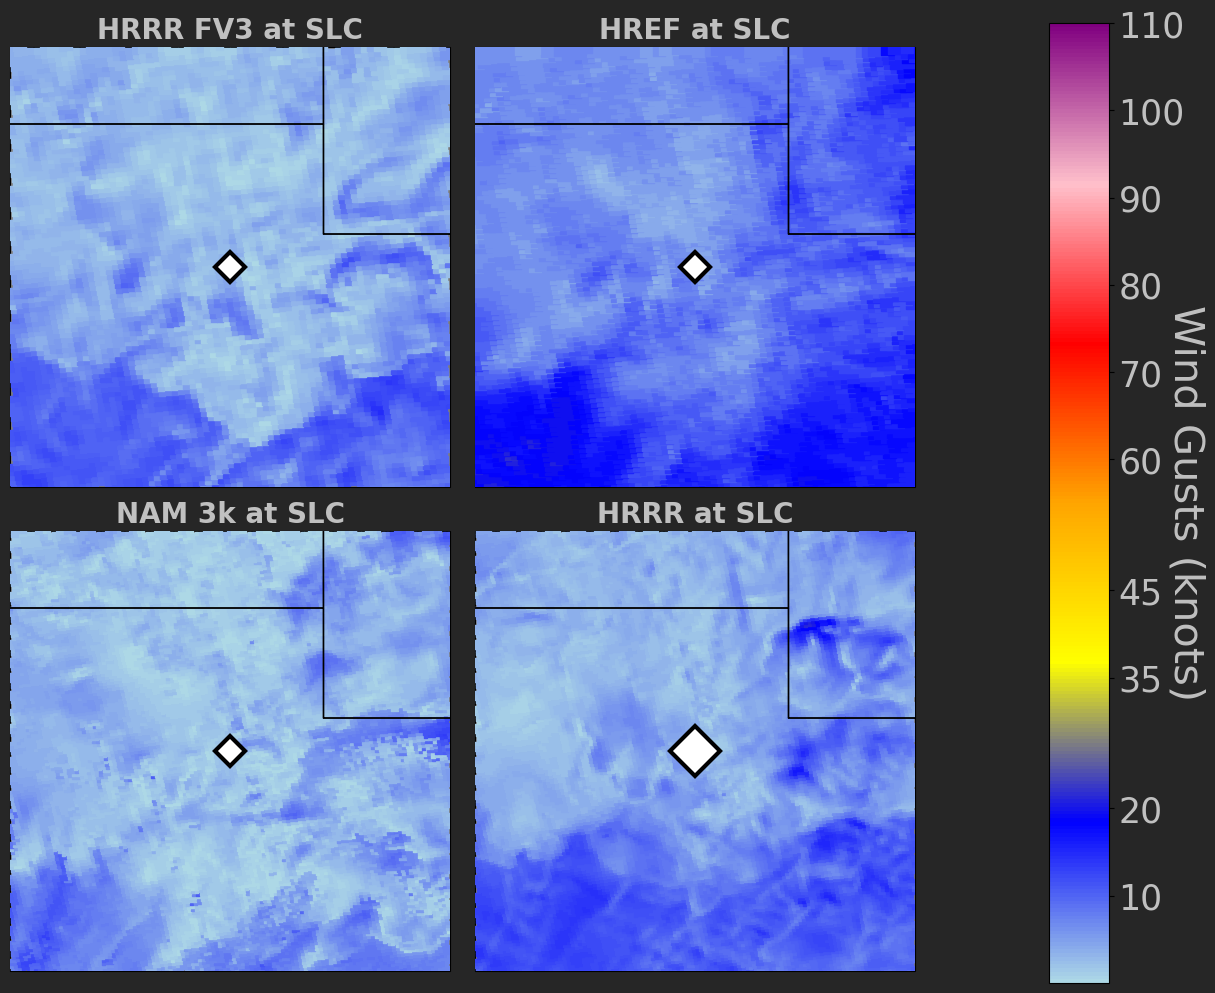 HRRR FV3 at SLC
HREF at SLC
NAM 3k at SLC
HRRR at SLC
110
100
90
80
70
60
45
35
20
10
Wind Gusts (knots)